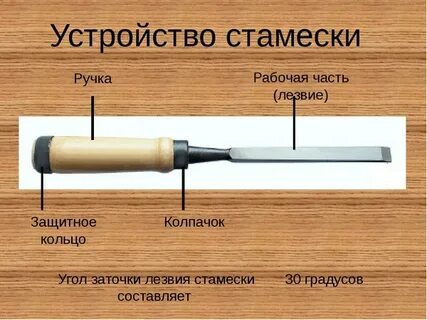 Устройство стамески
Ручка
Рабочая часть
(лезвие)
Защитное
кольцо
Колпачок
Угол заточки лезвия стамески
составляет
30 градусов